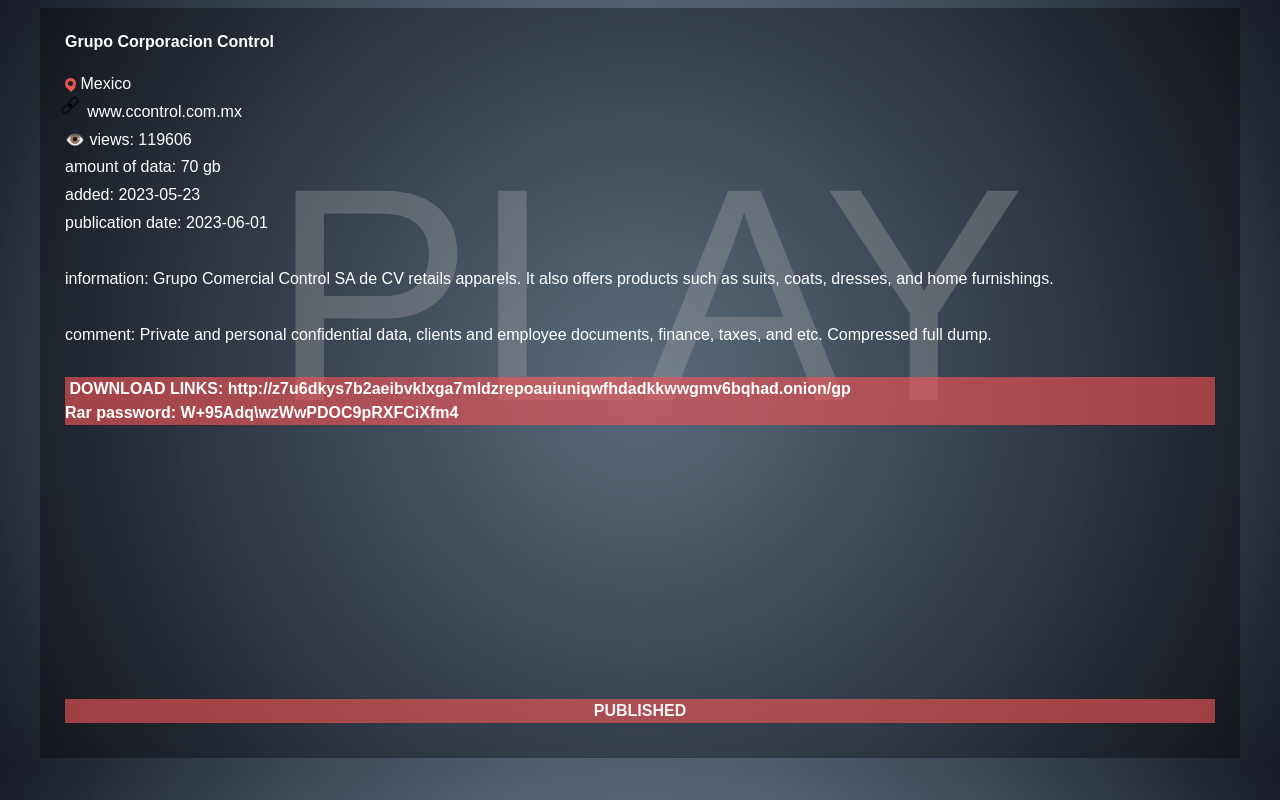 PLAY
Grupo Corporacion Control
Mexico
www.ccontrol.com.mx
views: 119606
amount of data: 70 gb
added: 2023-05-23
publication date: 2023-06-01
information: Grupo Comercial Control SA de CV retails apparels. It also offers products such as suits, coats, dresses, and home furnishings.
comment: Private and personal confidential data, clients and employee documents, finance, taxes, and etc. Compressed full dump.
DOWNLOAD LINKS: http://z7u6dkys7b2aeibvklxga7mldzrepoauiuniqwfhdadkkwwgmv6bqhad.onion/gp
Rar password: W+95Adq\wzWwPDOC9pRXFCiXfm4
PUBLISHED